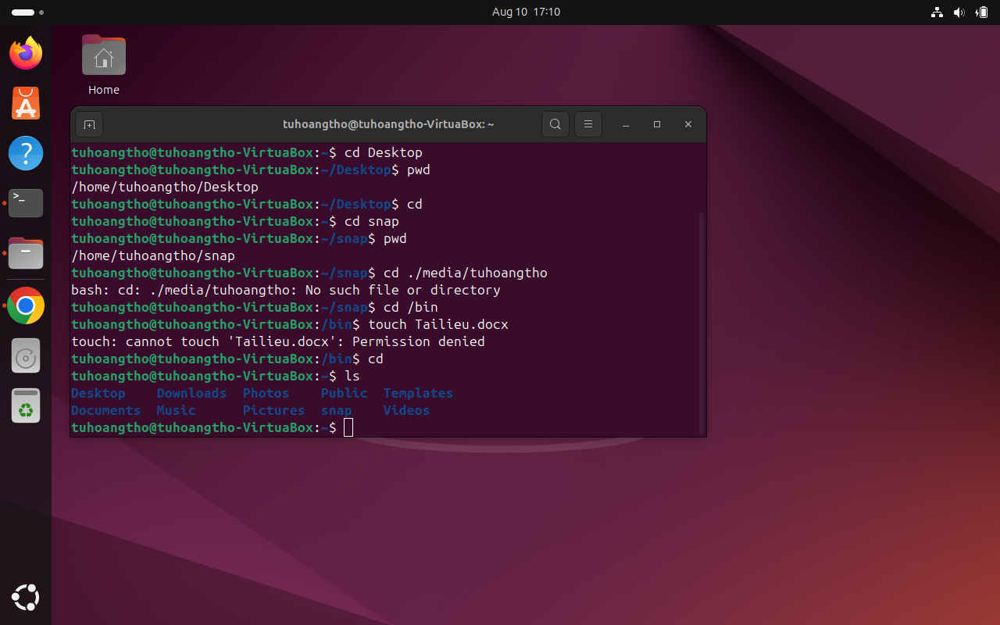 Aug 10 17:10
Home
tuhoangtho@tuhoangtho-VirtuaBox: ~
tuhoangtho@tuhoangtho-VirtuaBox:~$ cd Desktop
tuhoangtho@tuhoangtho-VirtuaBox:~/Desktop$ pwd
/home/tuhoangtho/Desktop
tuhoangtho@tuhoangtho-VirtuaBox:~/Desktop$ cd
tuhoangtho@tuhoangtho-VirtuaBox:~$ cd snap
tuhoangtho@tuhoangtho-VirtuaBox:~/snap$ pwd
/home/tuhoangtho/snap
tuhoangtho@tuhoangtho-VirtuaBox:~/snap$ cd ./media/tuhoangtho
bash: cd: ./media/tuhoangtho: No such file or directory
tuhoangtho@tuhoangtho-VirtuaBox:~/snap$ cd /bin
tuhoangtho@tuhoangtho-VirtuaBox:/bin$ touch Tailieu.docx
touch: cannot touch 'Tailieu.docx': Permission denied
tuhoangtho@tuhoangtho-VirtuaBox:/bin$ cd
tuhoangtho@tuhoangtho-VirtuaBox:~$ ls
Desktop Downloads Photos Public Templates
Documents Music Pictures snap Videos
tuhoangtho@tuhoangtho-VirtuaBox:~$